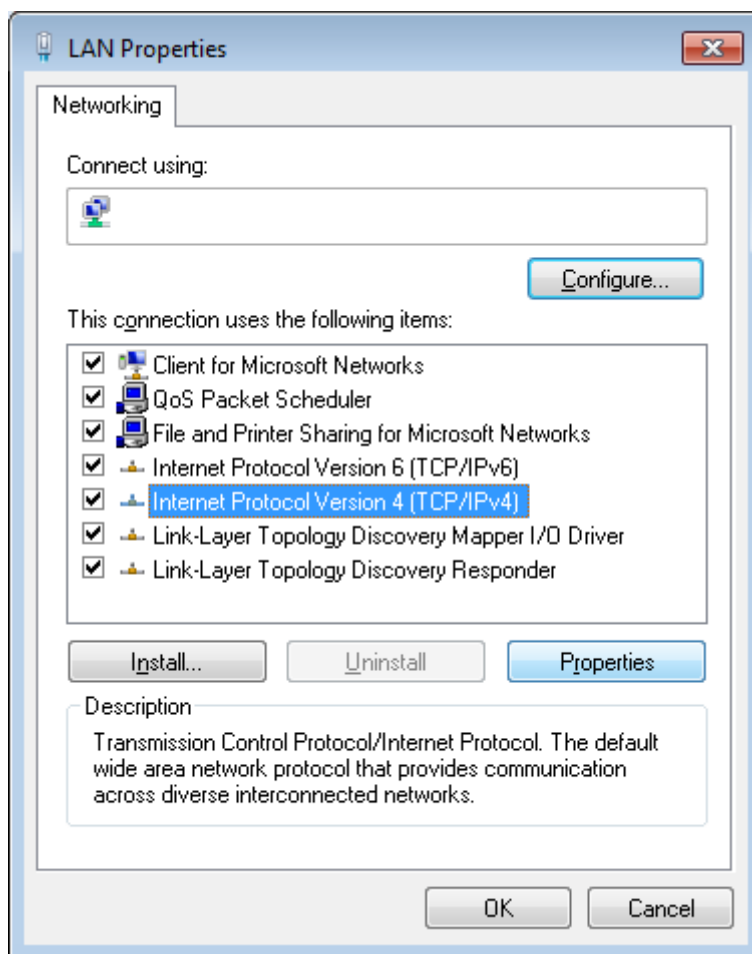 LAN Properties
Networking
Connect using:
Configure...
This connection uses the following items:
Client for Microsoft Networks
QoS Packet Scheduler
File and Printer Sharing for Microsoft Networks
Internet Protocol Version 6 (TCP/IPv6)
Internet Protocol Version 4 (TCP/IPv4)
Link-Layer Topology Discovery Mapper I/O Driver
Link-Layer Topology Discovery Responder
Install... Uninstall Properties
Description
Transmission Control Protocol/Internet Protocol. The default
wide area network protocol that provides communication
across diverse interconnected networks.
OK Cancel